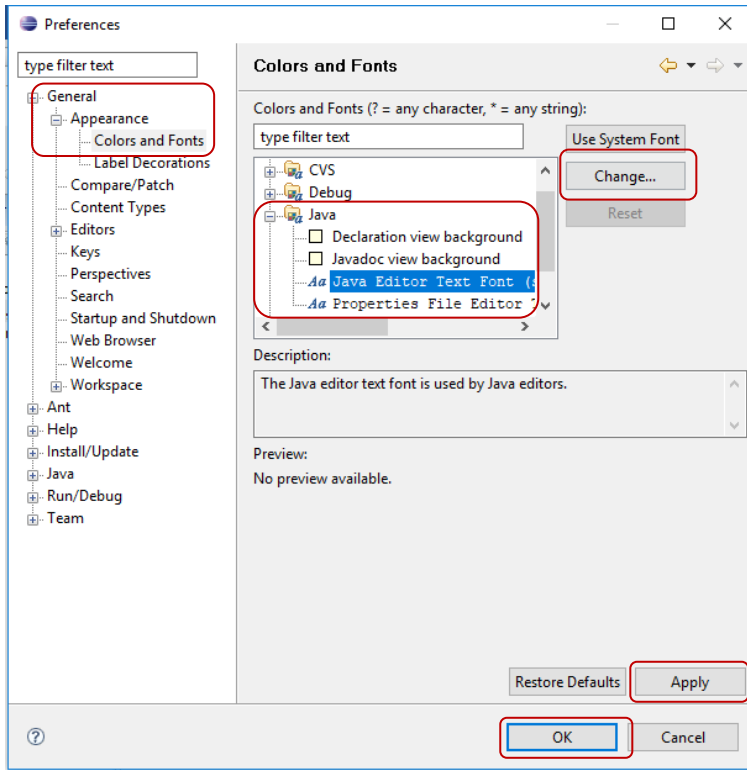 Preferences
type filter text
General
Appearance
Colors and Fonts
Label Decorations
Compare/Patch
Content Types
Editors
Keys
Perspectives
Search
Startup and Shutdown
Web Browser
Welcome
Workspace
Ant
Help
Install/Update
Java
Run/Debug
Team
Colors and Fonts
Colors and Fonts (? = any character, * = any string):
type filter text
Use System Font
Change...
Reset
CVS
Debug
Java
Declaration view background
Javadoc view background
Aa Java Editor Text Font (
Aa Properties File Editor
Description:
The Java editor text font is used by Java editors.
Preview:
No preview available.
Restore Defaults
Apply
OK
Cancel